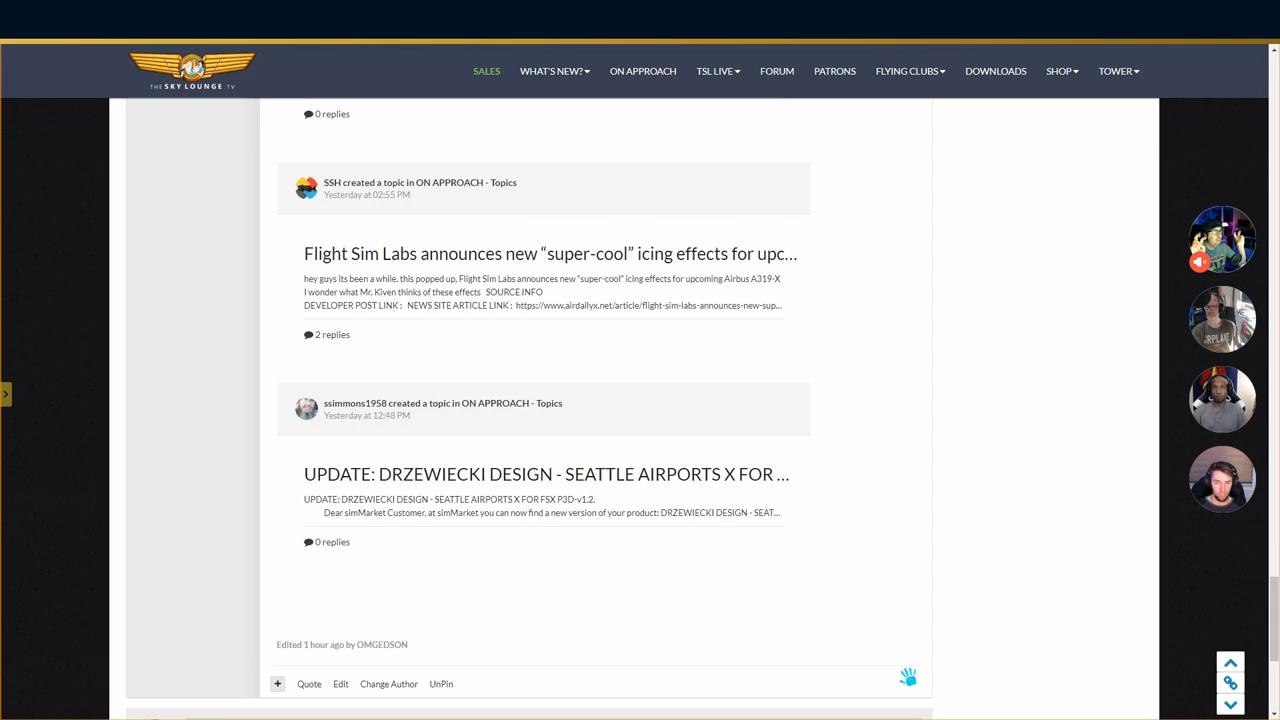 THE SKY LOUNGE.TV
SALES
WHAT'S NEW?
ON APPROACH
TSL LIVE
FORUM
PATRONS
FLYING CLUBS
DOWNLOADS
SHOP
TOWER
0 replies
SSH created a topic in ON APPROACH - Topics
Yesterday at 02:55 PM
Flight Sim Labs announces new “super-cool” icing effects for upc...
hey guys its been a while. this popped up, Flight Sim Labs announces new “super-cool” icing effects for upcoming Airbus A319-X
I wonder what Mr. Kiven thinks of these effects SOURCE INFO
DEVELOPER POST LINK : NEWS SITE ARTICLE LINK : https://www.airdailyx.net/article/flight-sim-labs-announces-new-sup...
2 replies
ssimmons1958 created a topic in ON APPROACH - Topics
Yesterday at 12:48 PM
UPDATE: DRZEWIECKI DESIGN - SEATTLE AIRPORTS X FOR ...
UPDATE: DRZEWIECKI DESIGN - SEATTLE AIRPORTS X FOR FSX P3D-v1.2.
Dear simMarket Customer, at simMarket you can now find a new version of your product: DRZEWIECKI DESIGN - SEAT...
0 replies
Edited 1 hour ago by OMGEDSON
+ Quote Edit Change Author UnPin